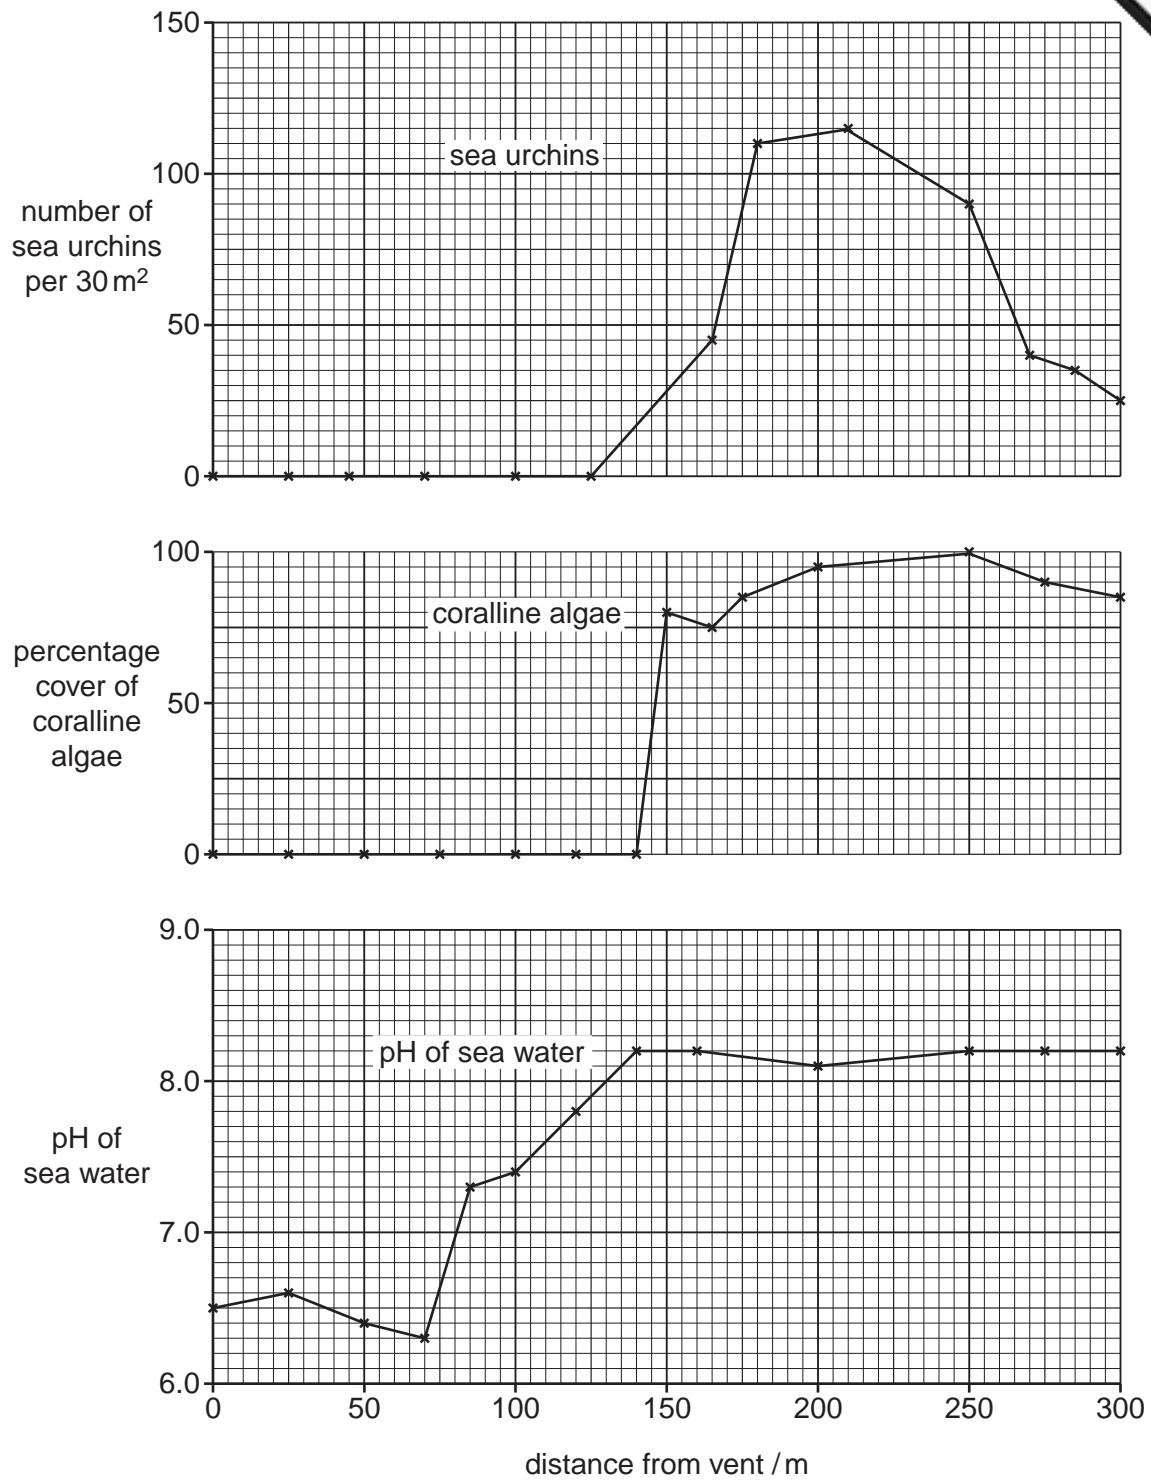 150
100
50
0
number of
sea urchins
per 30 m²
sea urchins
100
50
0
percentage
cover of
coralline
algae
coralline algae
9.0
8.0
7.0
6.0
pH of
sea water
pH of sea water
0 50 100 150 200 250 300
distance from vent / m